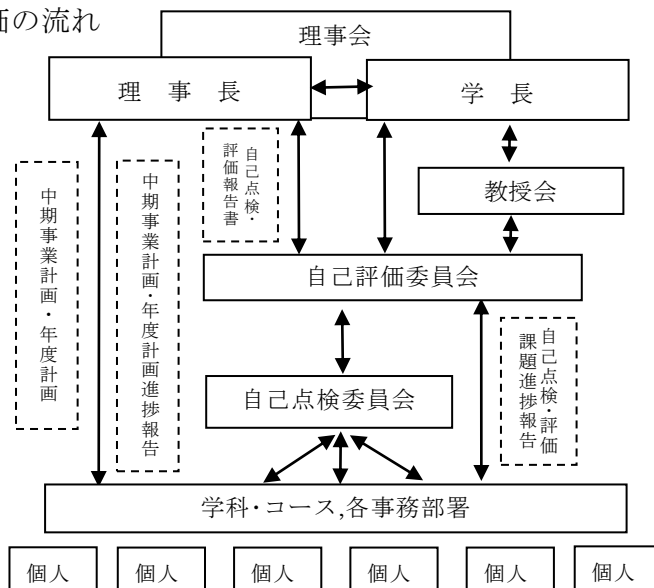 価の流れ
理事会
理 事 長
学 長
自己点検・
評価報告書
中期事業計画・年度計画
中期事業計画・年度計画進捗報告
教授会
自己評価委員会
自己点検・評価
課題進捗報告
自己点検委員会
学科・コース,各事務部署
個人
個人
個人
個人
個人
個人